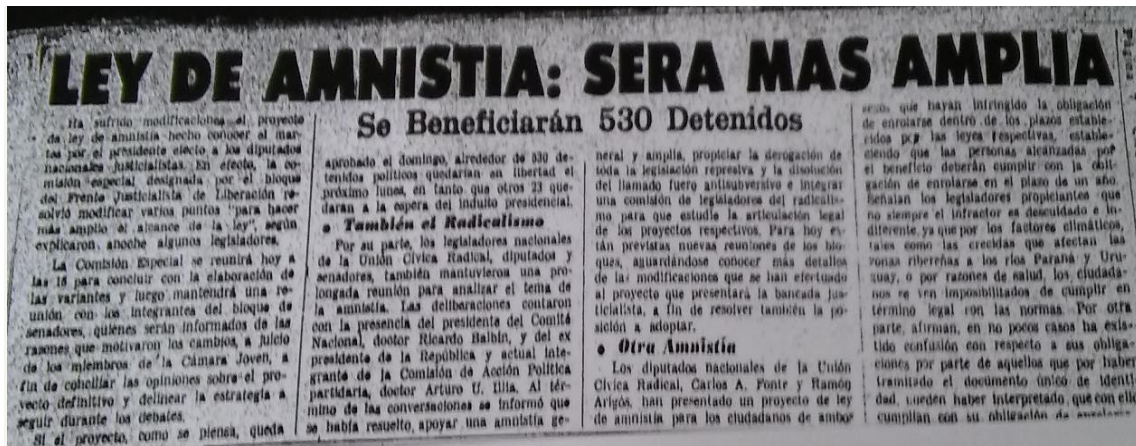 LEY DE AMNISTIA: SERA MAS AMPLIA
Se Beneficiarán 530 Detenidos
Ha sufrido modificaciones el proyecto
da ley de amnistía hecho conocer el mar-
tes por el presidente electo a los diputados
nacionales justicialistas. En efecto, la co-
misión especial designada por el bloque
del Frente Justicialista de Liberación re-
solvió modificar varios puntos "para hacer
más amplio el alcance de la ley", según
explicaron, anoche algunos legisladores.
La Comisión Especial se reunirá hoy a
las 16 para concluir con la elaboración de
las variantes y luego mantendrá una re-
unión con los integrantes del bloque de
senadores, quiénes serán informados de las
razones que motivaron los cambios, a juicio
de los miembros de la Cámara Joven, a
fin de conciliar las opiniones sobre el pro-
yecto definitivo y delinear la estrategia a
seguir durante los debates.
Si el proyecto, como se piensa, queda
aprobado el domingo, alrededor de 530 de-
tenidos políticos quedarían en libertad el
próximo lunes, en tanto que otros 23 que-
daran a la espera del indulto presidencial.
• También el Radicalismo
Por su parte, los legisladores nacionales
de la Unión Cívica Radical, diputados y
senadores, también mantuvieron una pro-
longada reunión para analizar el tema de
la amnistía. Las deliberaciones contaron
con la presencia del presidente del Comité
Nacional, doctor Ricardo Balbín, y del ex
presidente de la República y actual inte-
grante de la Comisión de Acción Política
partidaria, doctor Arturo U. Illia. Al tér-
mino de las conversaciones se informó que
se había resuelto, apoyar una amnistía ge-
neral y amplia, propiciar la derogación de
toda la legislación represiva y la disolución
del llamado fuero antisubversivo e integrar
una comisión de legisladores del radicalis-
mo para que estudie la articulación legal
de los proyectos respectivos. Para hoy es-
tán previstas nuevas reuniones de los blo-
ques, aguardándose conocer más detalles
de las modificaciones que se han efectuado
al proyecto que presentará la bancada jus-
ticialista, a fin de resolver también la po-
sición a adoptar.
• Otra Amnistía
Los diputados nacionales de la Unión
Cívica Radical, Carlos A. Fonte y Ramón
Arigós, han presentado un proyecto de ley
de amnistía para los ciudadanos de ambos
sexos, que hayan infringido la obligación
de enrolarse dentro de los plazos estable-
cidos por las leyes respectivas, estable-
ciendo que las personas alcanzadas por
el beneficio deberán cumplir con la obli-
gación de enrolarse en el plazo de un año.
Señalan los legisladores propiciantes que
no siempre el infractor es descuidado e in-
diferente, ya que por los factores climáticos,
tales como las crecidas que afectan las
zonas ribereñas a los ríos Paraná y Uru-
guay, o por razones de salud, los ciudada-
nos se ven imposibilitados de cumplir en
término legal con las normas. Por otra
parte, afirman, en no pocos casos ha exis-
tido confusión con respecto a sus obliga-
ciones por parte de aquellos que por haber
tramitado el documento único de identi-
dad, pueden haber interpretado, que con ello
cumplían con su obligación de